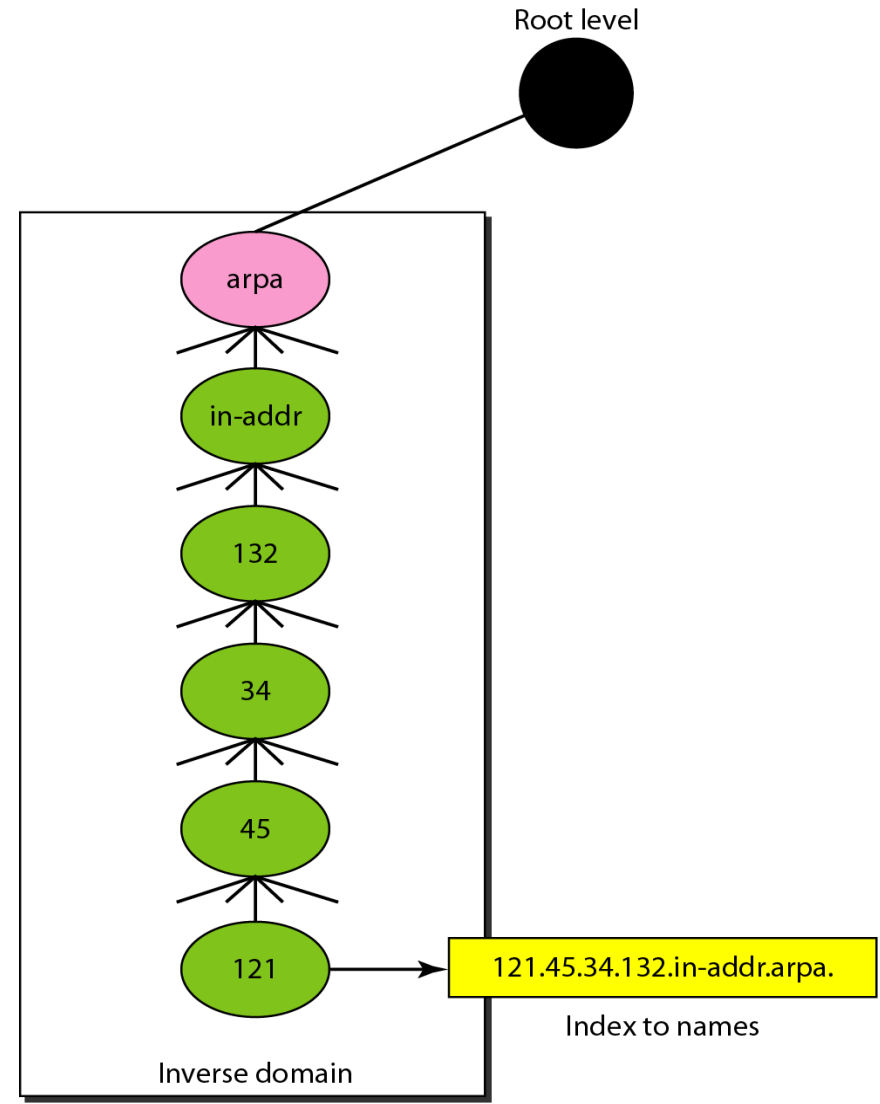 Root level
arpa
in-addr
132
34
45
121
121.45.34.132.in-addr.arpa.
Index to names
Inverse domain